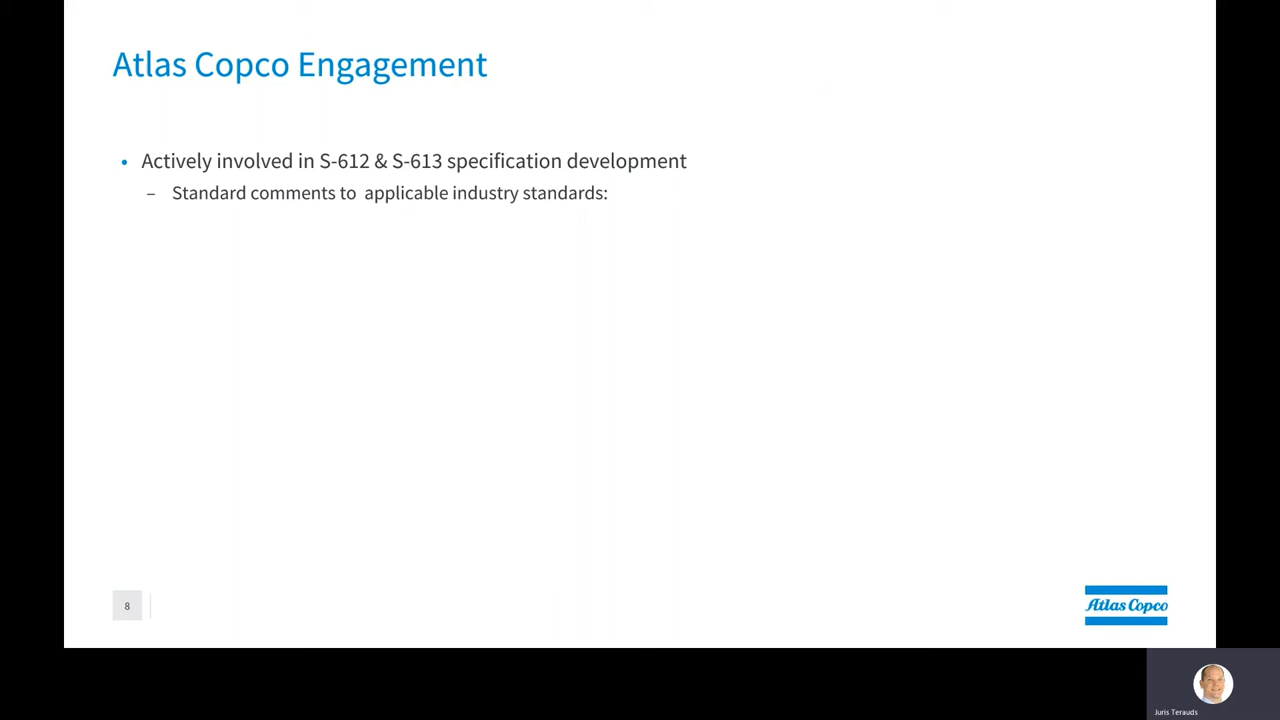 Atlas Copco Engagement
• Actively involved in S-612 & S-613 specification development
– Standard comments to  applicable industry standards:
8
Atlas Copco
Juris Terauds